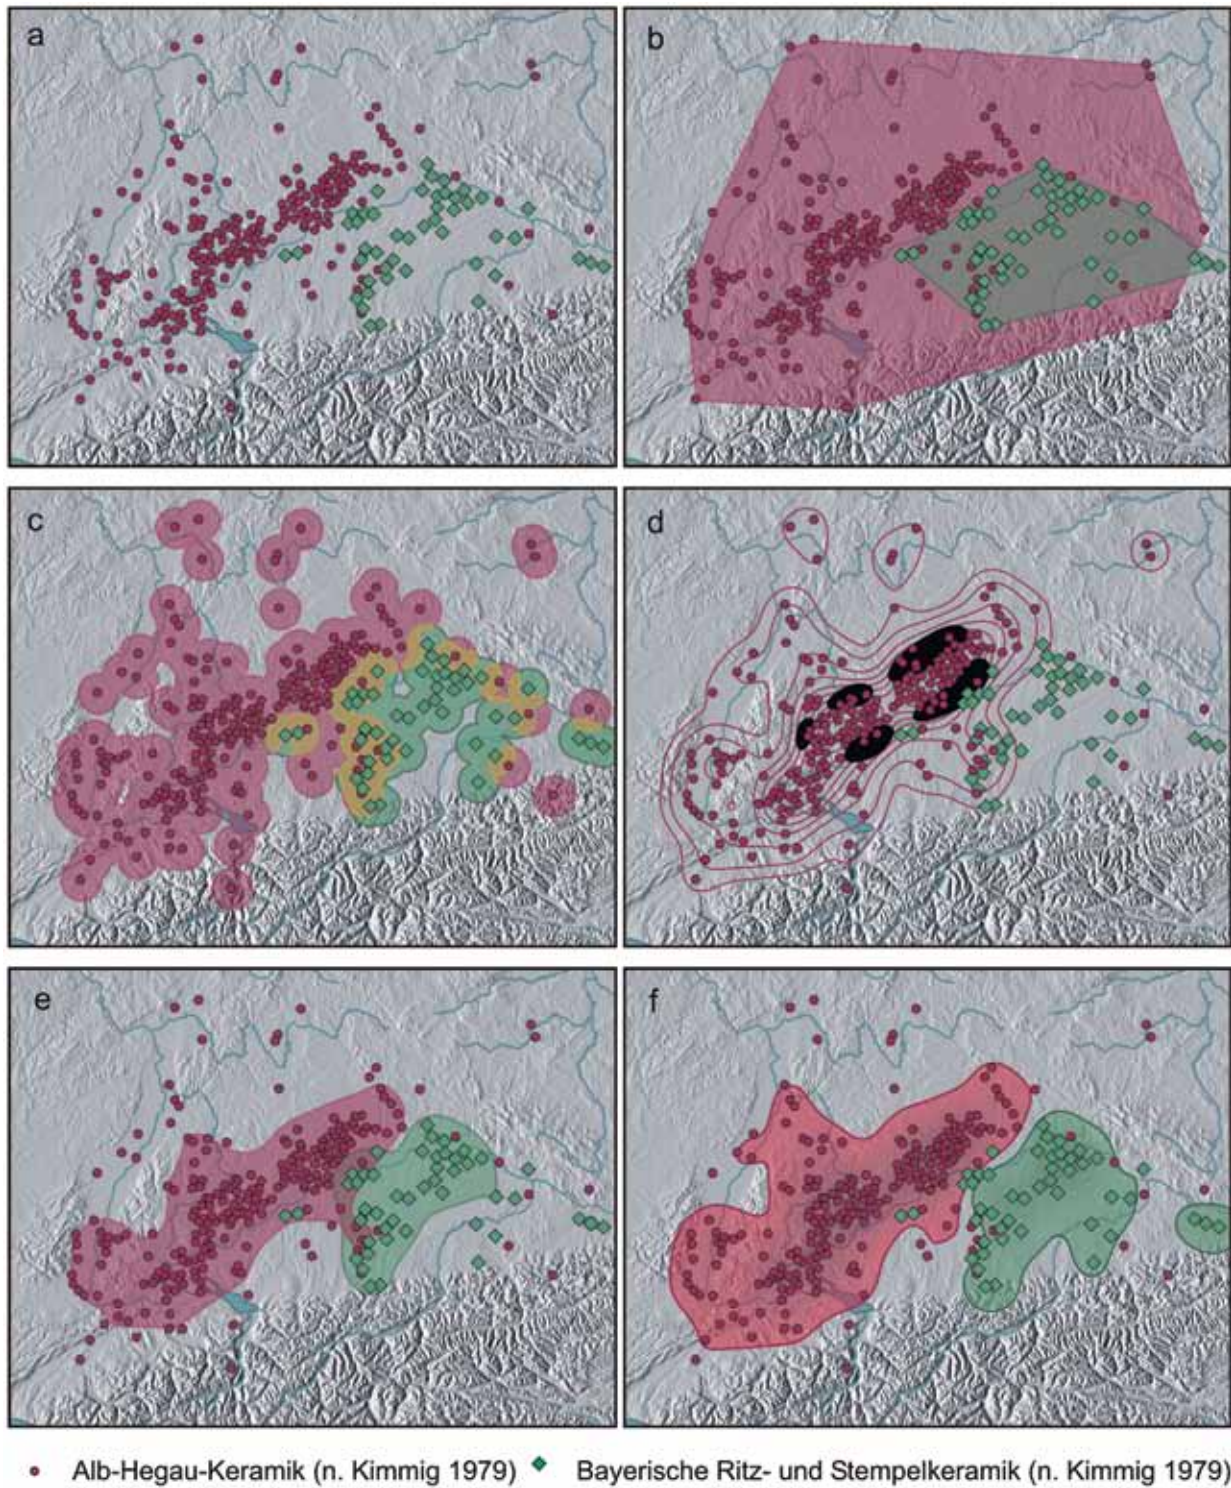 a
b
c
d
e
f
Alb-Hegau-Keramik (n. Kimmig 1979)
Bayerische Ritz- und Stempelkeramik (n. Kimmig 1979)